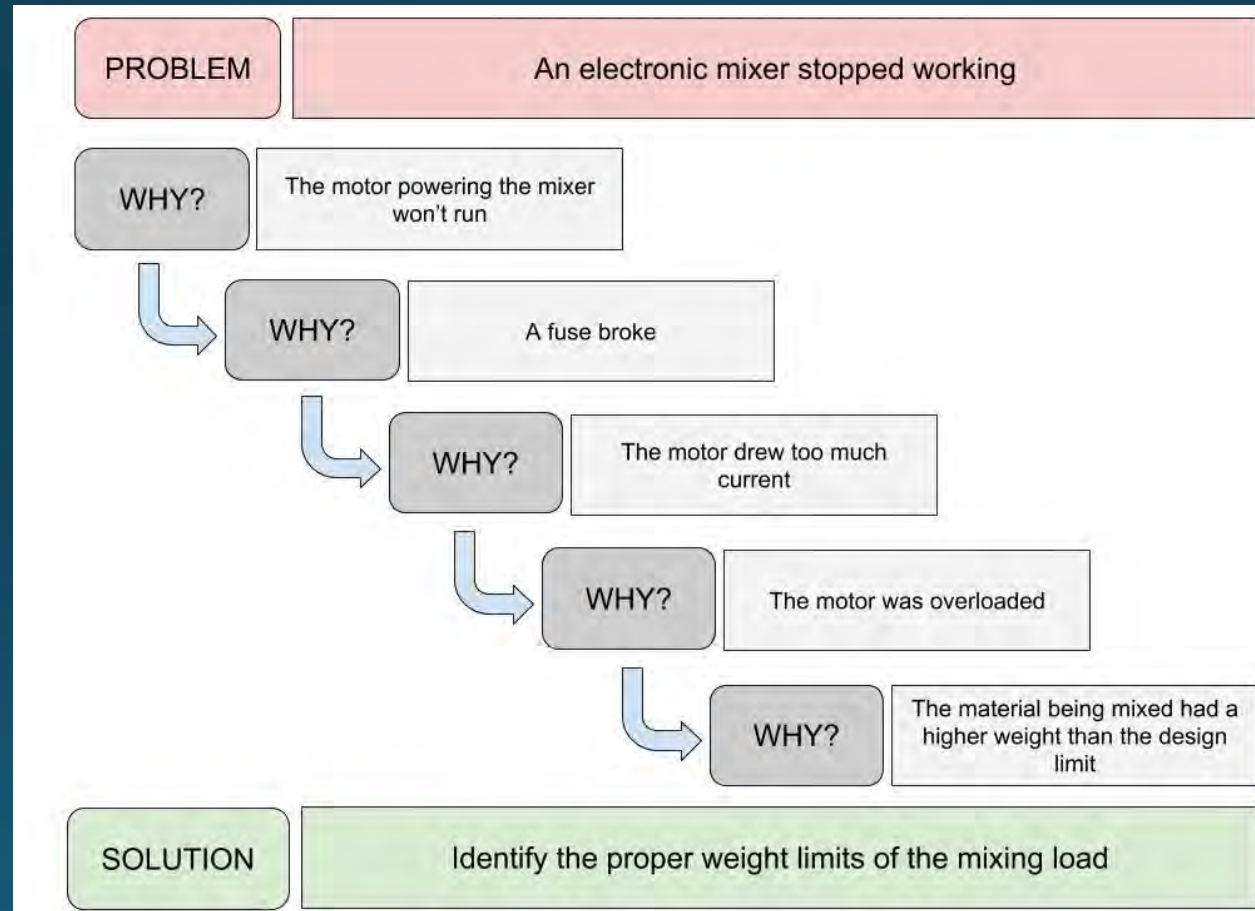 PROBLEM
An electronic mixer stopped working
WHY?
The motor powering the mixer
won't run
WHY?
A fuse broke
WHY?
The motor drew too much
current
WHY?
The motor was overloaded
WHY?
The material being mixed had a
higher weight than the design
limit
SOLUTION
Identify the proper weight limits of the mixing load